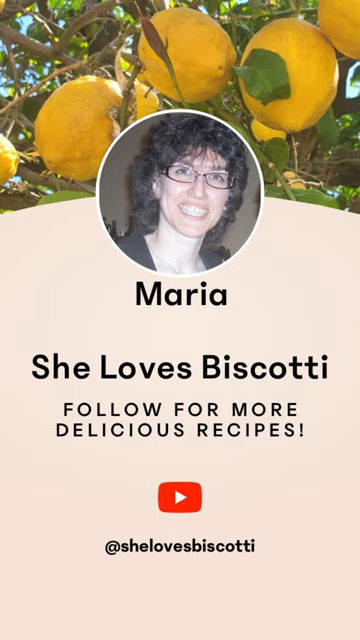 Maria
She Loves Biscotti
FOLLOW FOR MORE
DELICIOUS RECIPES!
@shelovesbiscotti